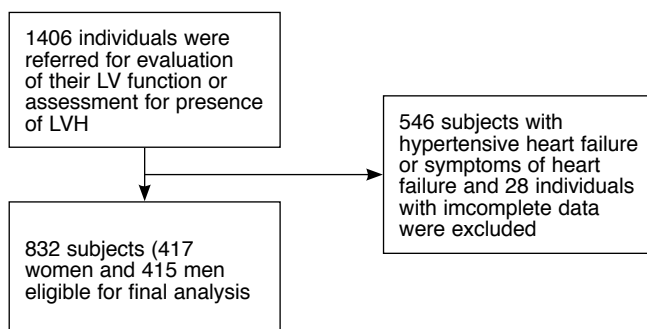 1406 individuals were
referred for evaluation
of their LV function or
assessment for presence
of LVH
546 subjects with
hypertensive heart failure
or symptoms of heart
failure and 28 individuals
with imcomplete data
were excluded
832 subjects (417
women and 415 men
eligible for final analysis